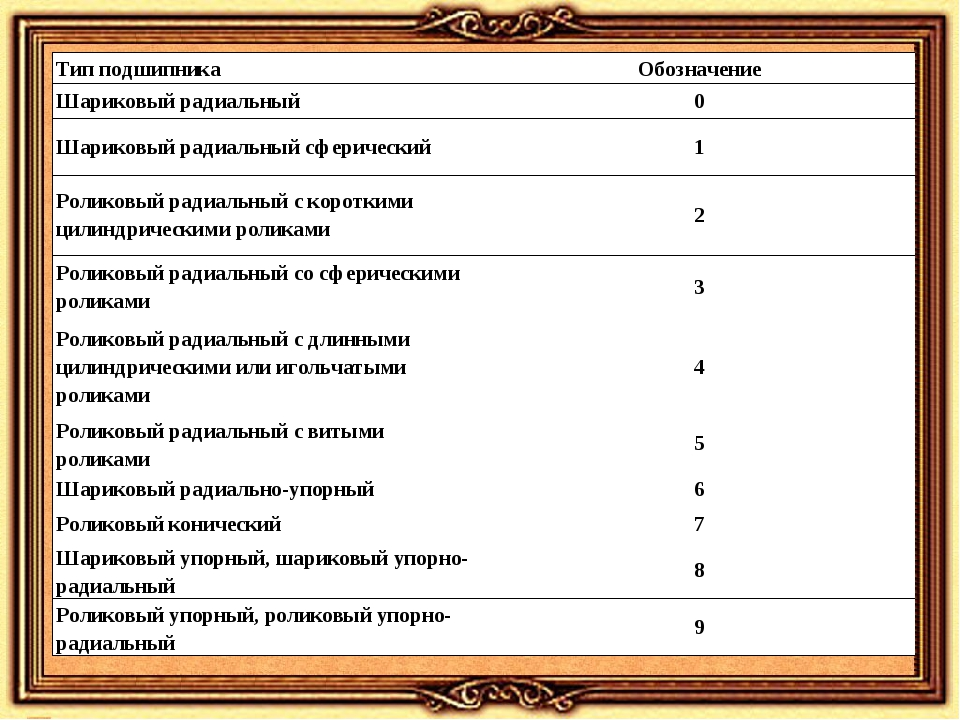 Тип подшипника Обозначение
Шариковый радиальный 0
Шариковый радиальный сферический 1
Роликовый радиальный с короткими
цилиндрическими роликами 2
Роликовый радиальный со сферическими
роликами 3
Роликовый радиальный с длинными
цилиндрическими или игольчатыми 4
роликами
Роликовый радиальный с витыми
роликами 5
Шариковый радиально-упорный 6
Роликовый конический 7
Шариковый упорный, шариковый упорно-
радиальный 8
Роликовый упорный, роликовый упорно-
радиальный 9